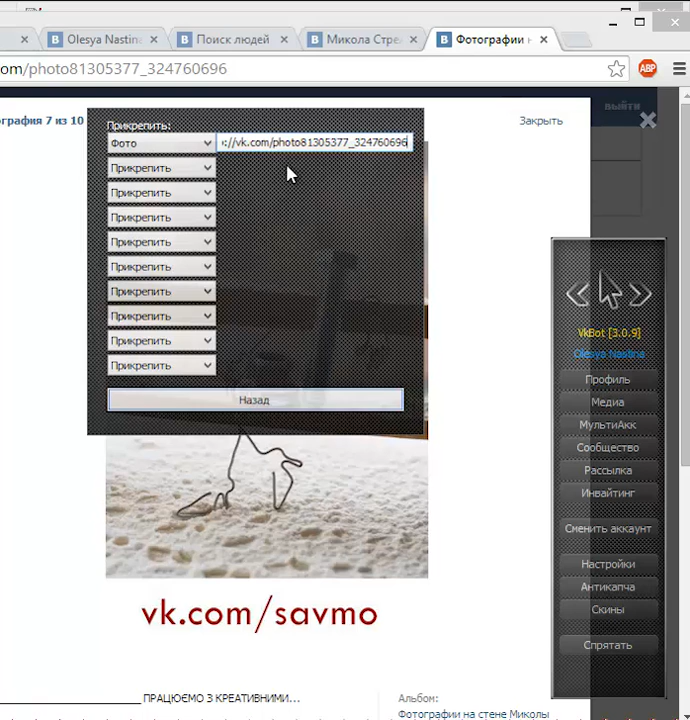 Olesya Nastina
Поиск людей
Микола Стре
Фотографии н
om/photo81305377_324760696
ABP
ография 7 из 10
Закрыть
выйти
Прикрепить:
Фото
://vk.com/photo81305377_324760696
Прикрепить
Прикрепить
Прикрепить
Прикрепить
Прикрепить
Прикрепить
Прикрепить
Прикрепить
Прикрепить
Назад
VkBot [3.0.9]
Olesya Nastina
Профиль
Медиа
МультиАкк
Сообщество
Рассылка
Инвайтинг
Сменить аккаунт
Настройки
Антикапча
Скины
Спрятать
vk.com/savmo
ПРАЦЮЄМО З КРЕАТИВНИМИ...
Альбом:
Фотографии на стене Миколы